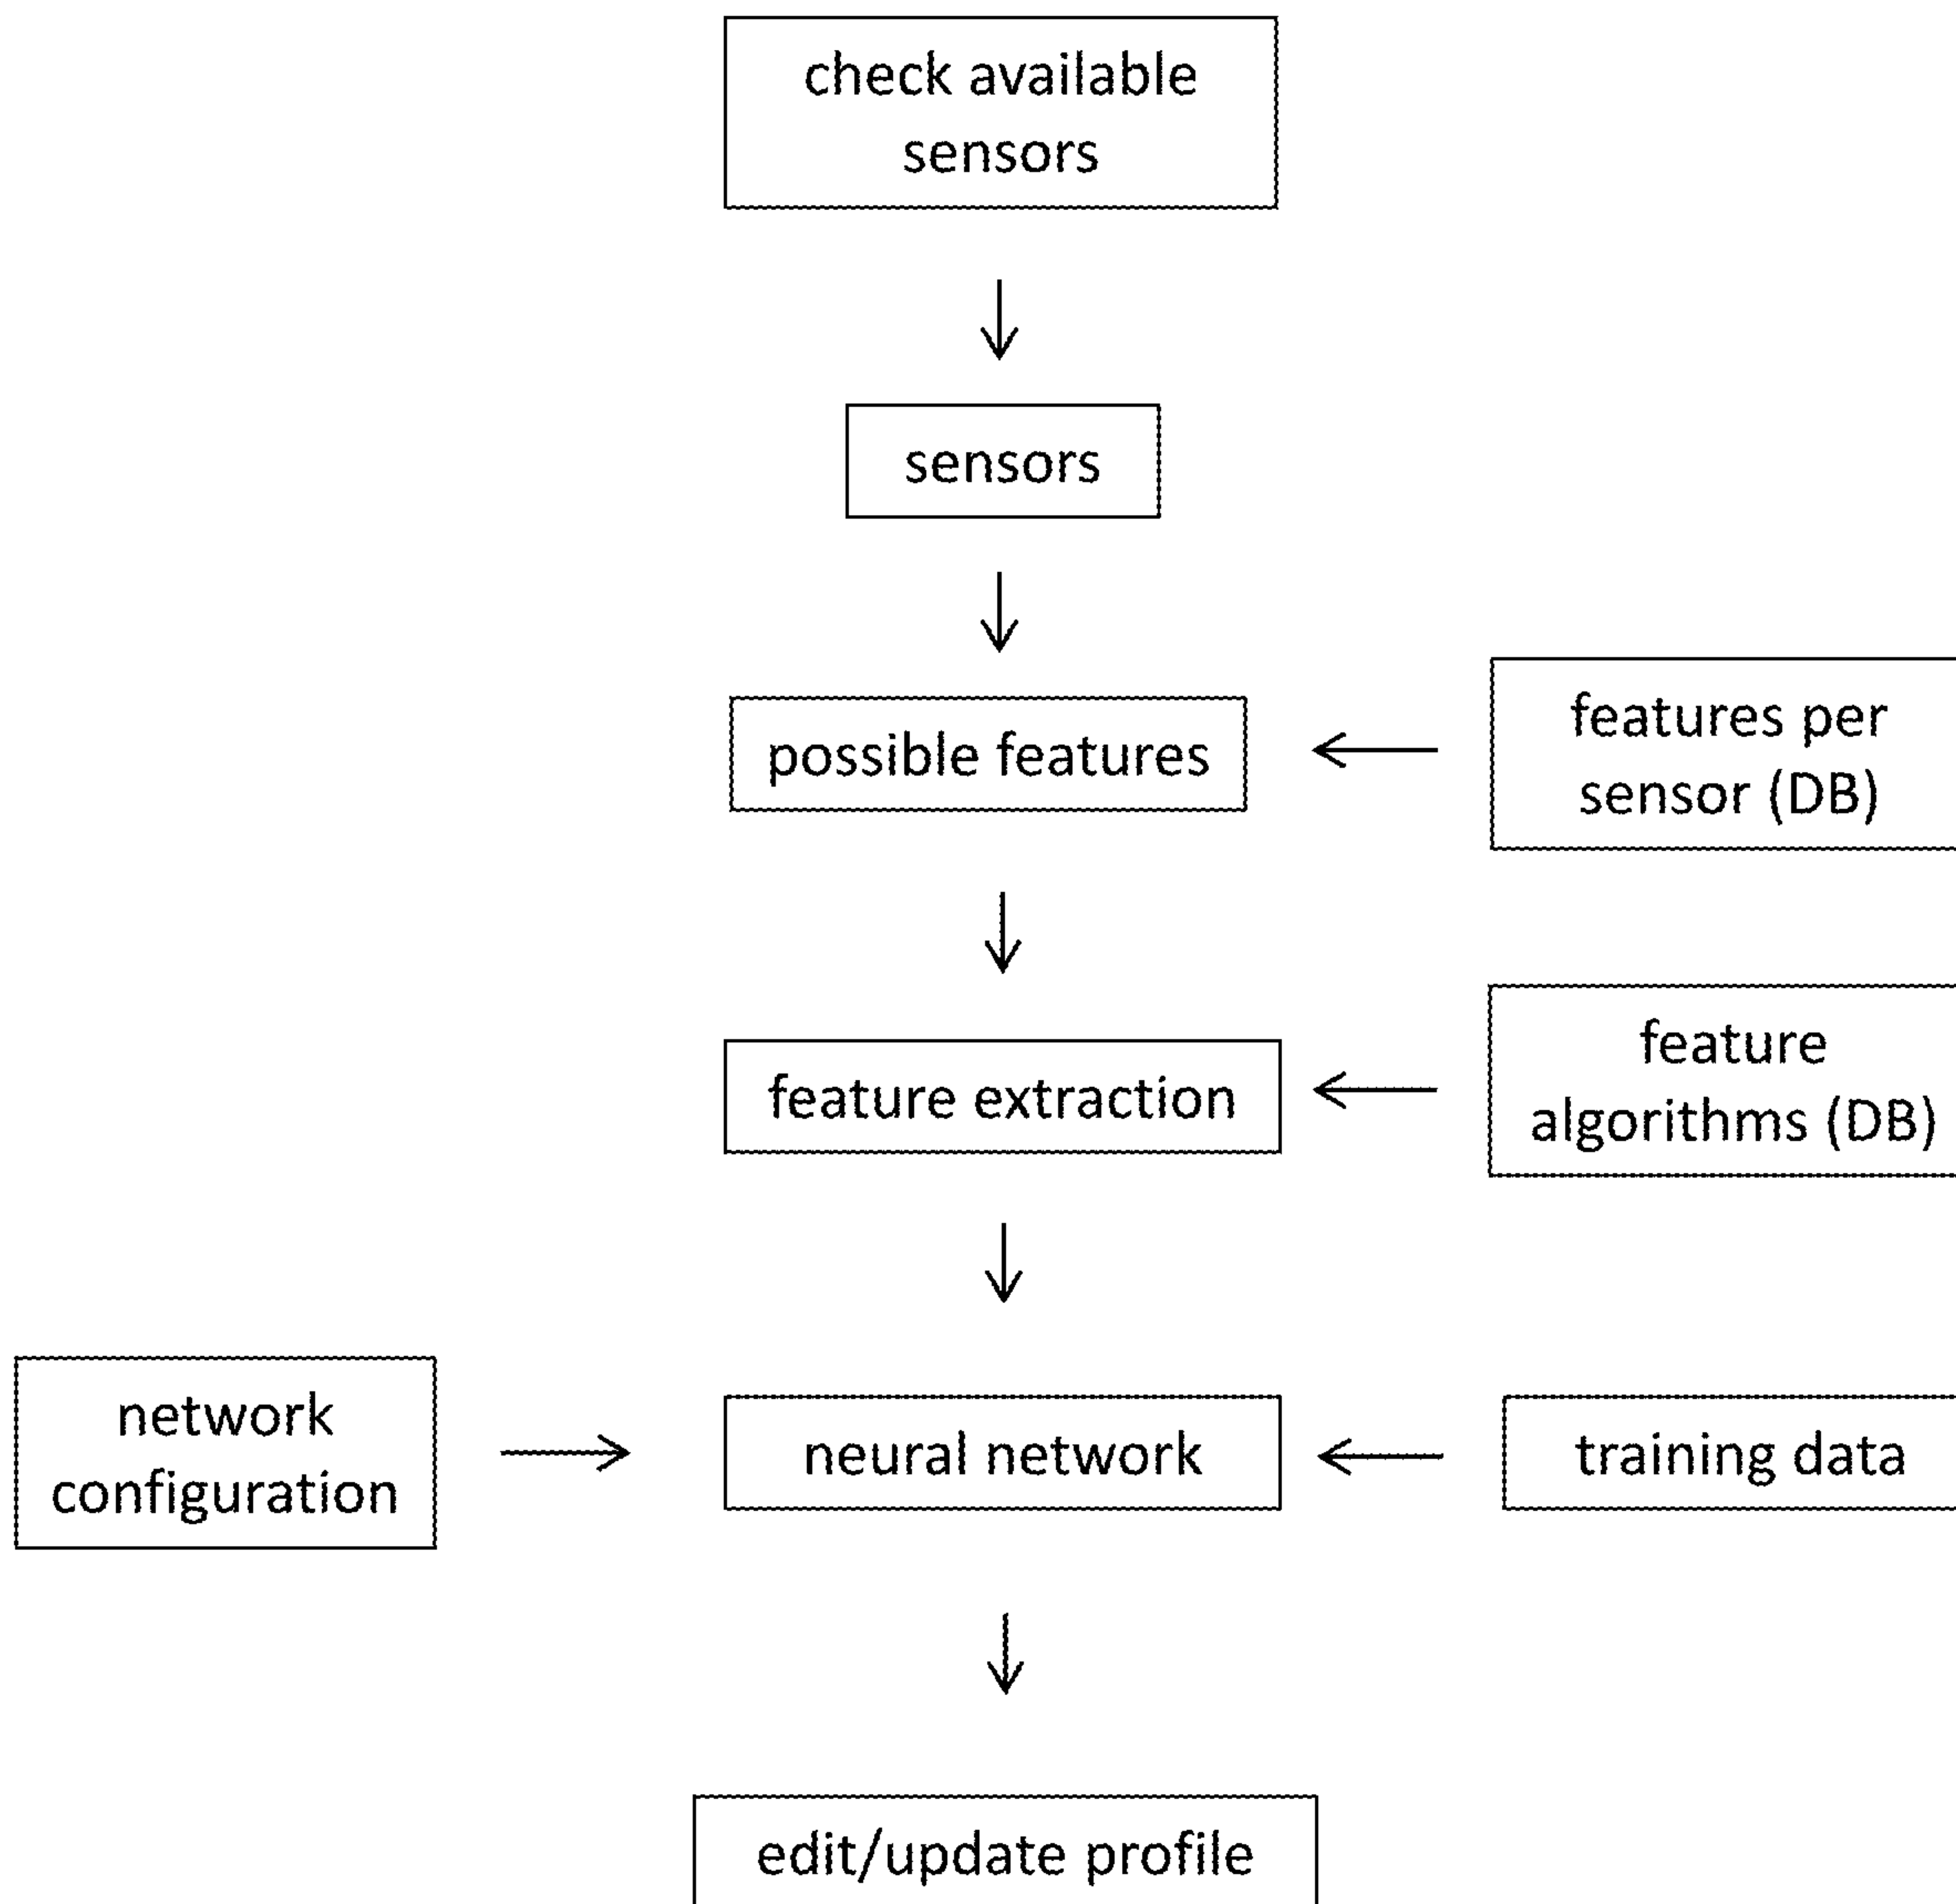 check available
sensors
sensors
possible features
features per
sensor (DB)
feature extraction
feature
algorithms (DB)
network
configuration
neural network
training data
edit/update profile